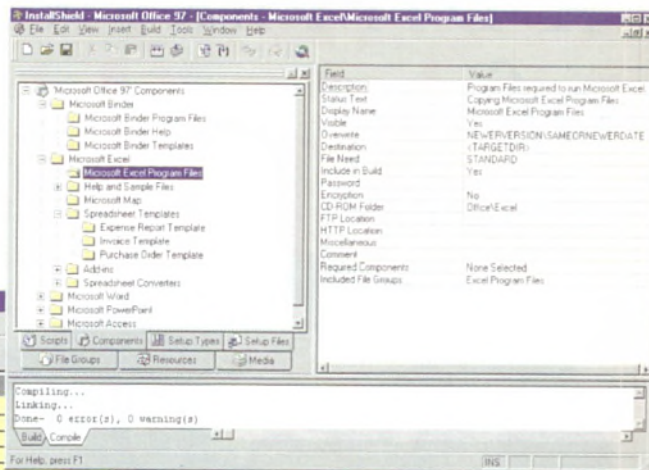 InstallShield - Microsoft Office 97 - [Components - Microsoft Excel\Microsoft Excel Program Files]
File Edit View Insert Build Tools Window Help
'Microsoft Office 97' Components
Microsoft Binder
Microsoft Binder Program Files
Microsoft Binder Help
Microsoft Binder Templates
Microsoft Excel
Microsoft Excel Program Files
Help and Sample Files
Microsoft Map
Spreadsheet Templates
Expense Report Template
Invoice Template
Purchase Order Template
Add-ins
Spreadsheet Converters
Microsoft Word
Microsoft PowerPoint
Microsoft Access
Scripts Components Setup Types Setup Files
File Groups Resources Media
Field Value
Description Program Files required to run Microsoft Excel
Status Text Copying Microsoft Excel Program Files
Display Name Microsoft Excel Program Files
Visible Yes
Overwrite NEWERVERSION\SAMEORNEWERDATE
Destination <TARGETDIR>
File Need STANDARD
Include in Build Yes
Password
Encryption No
CD-ROM Folder Office\Excel
FTP Location
HTTP Location
Miscellaneous
Comment
Required Components None Selected
Included File Groups Excel Program Files
Compiling...
Linking...
Done- 0 error(s), 0 warning(s)
Build Compile
For Help, press F1 INS